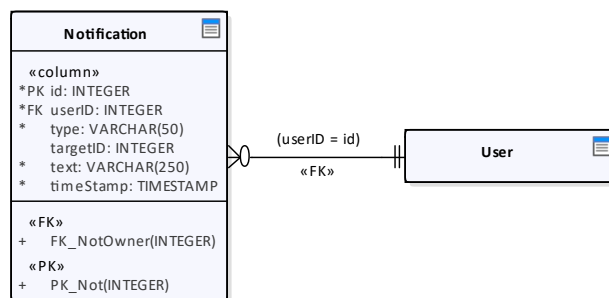 Notification
«column»
*PK id: INTEGER
*FK userID: INTEGER
* type: VARCHAR(50)
targetID: INTEGER
* text: VARCHAR(250)
* timeStamp: TIMESTAMP
«FK»
+ FK_NotOwner(INTEGER)
«PK»
+ PK_Not(INTEGER)
(userID = id)
«FK»
User